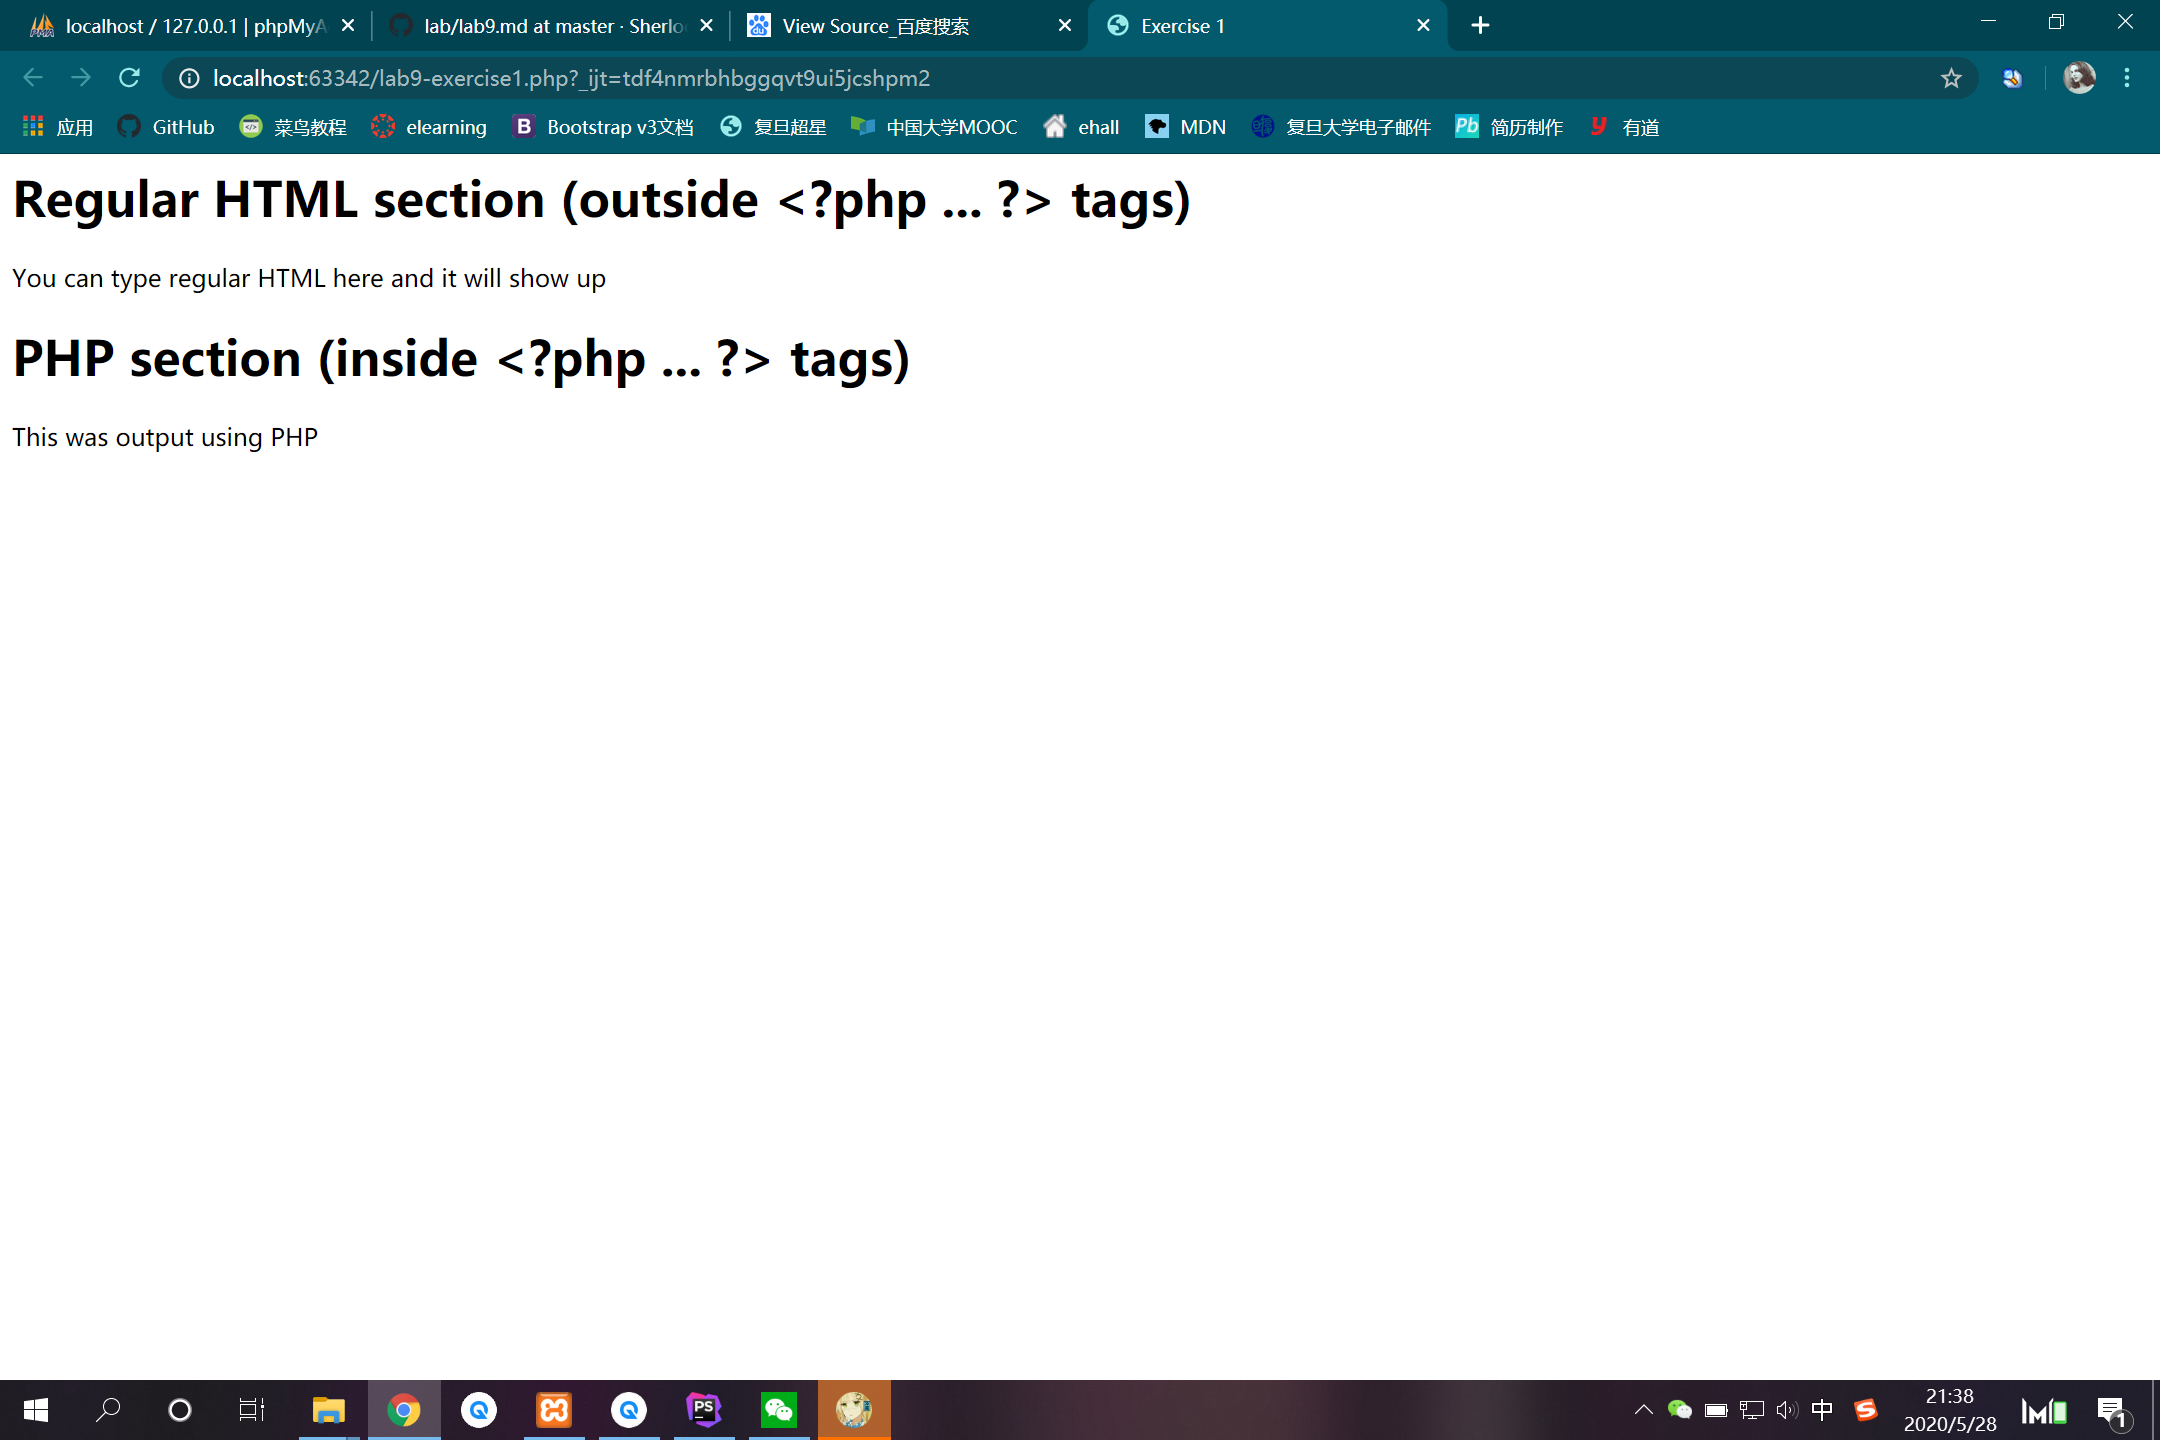 localhost / 127.0.0.1 | phpMyA
lab/lab9.md at master · Sherlo
View Source_百度搜索
Exercise 1
localhost:63342/lab9-exercise1.php?_ijt=tdf4nmrbhbggqvt9ui5jcshpm2
应用 GitHub 菜鸟教程 elearning B Bootstrap v3文档 复旦超星 中国大学MOOC ehall MDN 复旦大学电子邮件 Pb 简历制作 y 有道
Regular HTML section (outside <?php ... ?> tags)
You can type regular HTML here and it will show up
PHP section (inside <?php ... ?> tags)
This was output using PHP
PS
中
S
21:38
2020/5/28
1